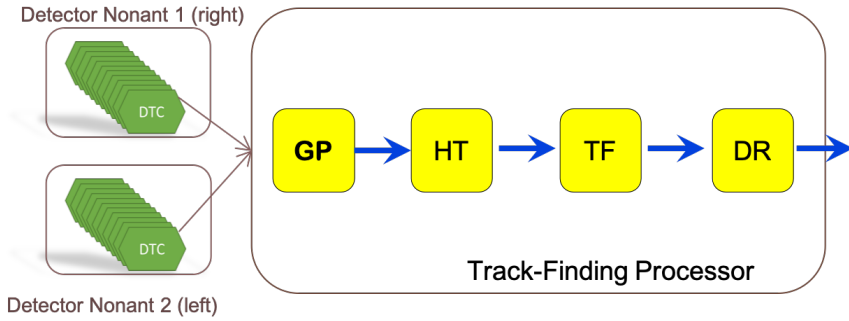 Detector Nonant 1 (right)
DTC
GP
HT
TF
DR
DTC
Track-Finding Processor
Detector Nonant 2 (left)